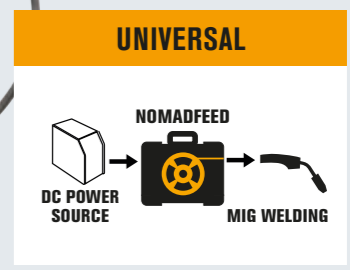 UNIVERSAL
NOMADFEED
DC POWER
SOURCE
MIG WELDING